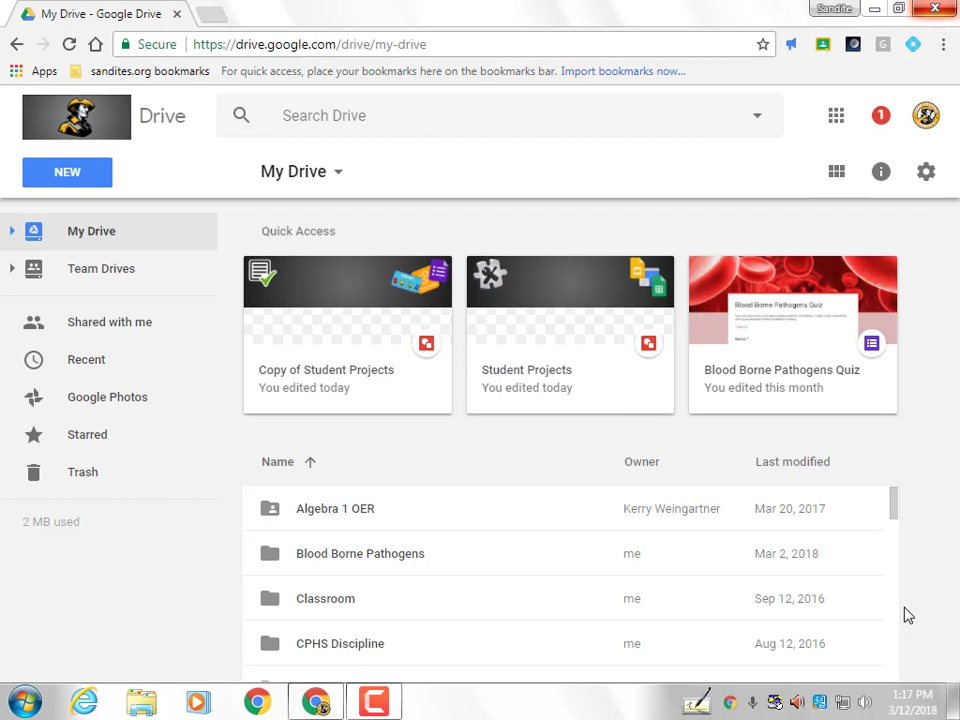 My Drive - Google Drive
Sandite
Secure
https://drive.google.com/drive/my-drive
Apps
sandites.org bookmarks
For quick access, place your bookmarks here on the bookmarks bar. Import bookmarks now...
Drive
Search Drive
1
NEW
My Drive
My Drive
Team Drives
Shared with me
Recent
Google Photos
Starred
Trash
2 MB used
Quick Access
Copy of Student Projects
You edited today
Student Projects
You edited today
Blood Borne Pathogens Quiz
Name *
Blood Borne Pathogens Quiz
You edited this month
Name
Owner
Last modified
Algebra 1 OER
Kerry Weingartner
Mar 20, 2017
Blood Borne Pathogens
me
Mar 2, 2018
Classroom
me
Sep 12, 2016
CPHS Discipline
me
Aug 12, 2016
1:17 PM
3/12/2018